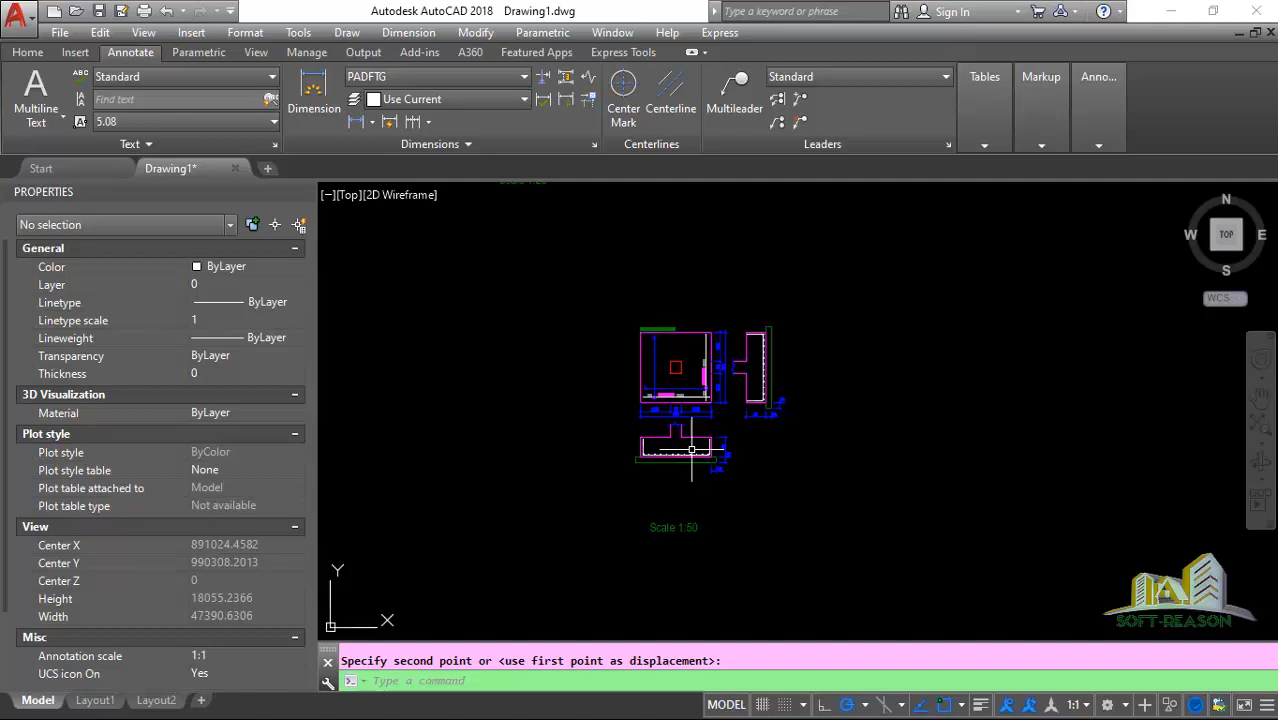 Autodesk AutoCAD 2018 Drawing1.dwg
Type a keyword or phrase
Sign In
File Edit View Insert Format Tools Draw Dimension Modify Parametric Window Help Express
Home Insert Annotate Parametric View Manage Output Add-ins A360 Featured Apps Express Tools
Multiline
Text
Standard
Find text
5.08
Text
Dimension
PADFTG
Use Current
Dimensions
Center
Mark
Centerline
Centerlines
Multileader
Standard
Leaders
Tables
Markup
Anno...
Start
Drawing1*
PROPERTIES
No selection
General
Color ByLayer
Layer 0
Linetype ByLayer
Linetype scale 1
Lineweight ByLayer
Transparency ByLayer
Thickness 0
3D Visualization
Material ByLayer
Plot style
Plot style ByColor
Plot style table None
Plot table attached to Model
Plot table type Not available
View
Center X 891024.4582
Center Y 990308.2013
Center Z 0
Height 18055.2366
Width 47390.6306
Misc
Annotation scale 1:1
UCS icon On Yes
[−][Top][2D Wireframe]
N
W TOP E
S
WCS
Scale 1:50
Y
X
SOFT-REASON
Specify second point or <use first point as displacement>:
Type a command
Model Layout1 Layout2
MODEL
1:1